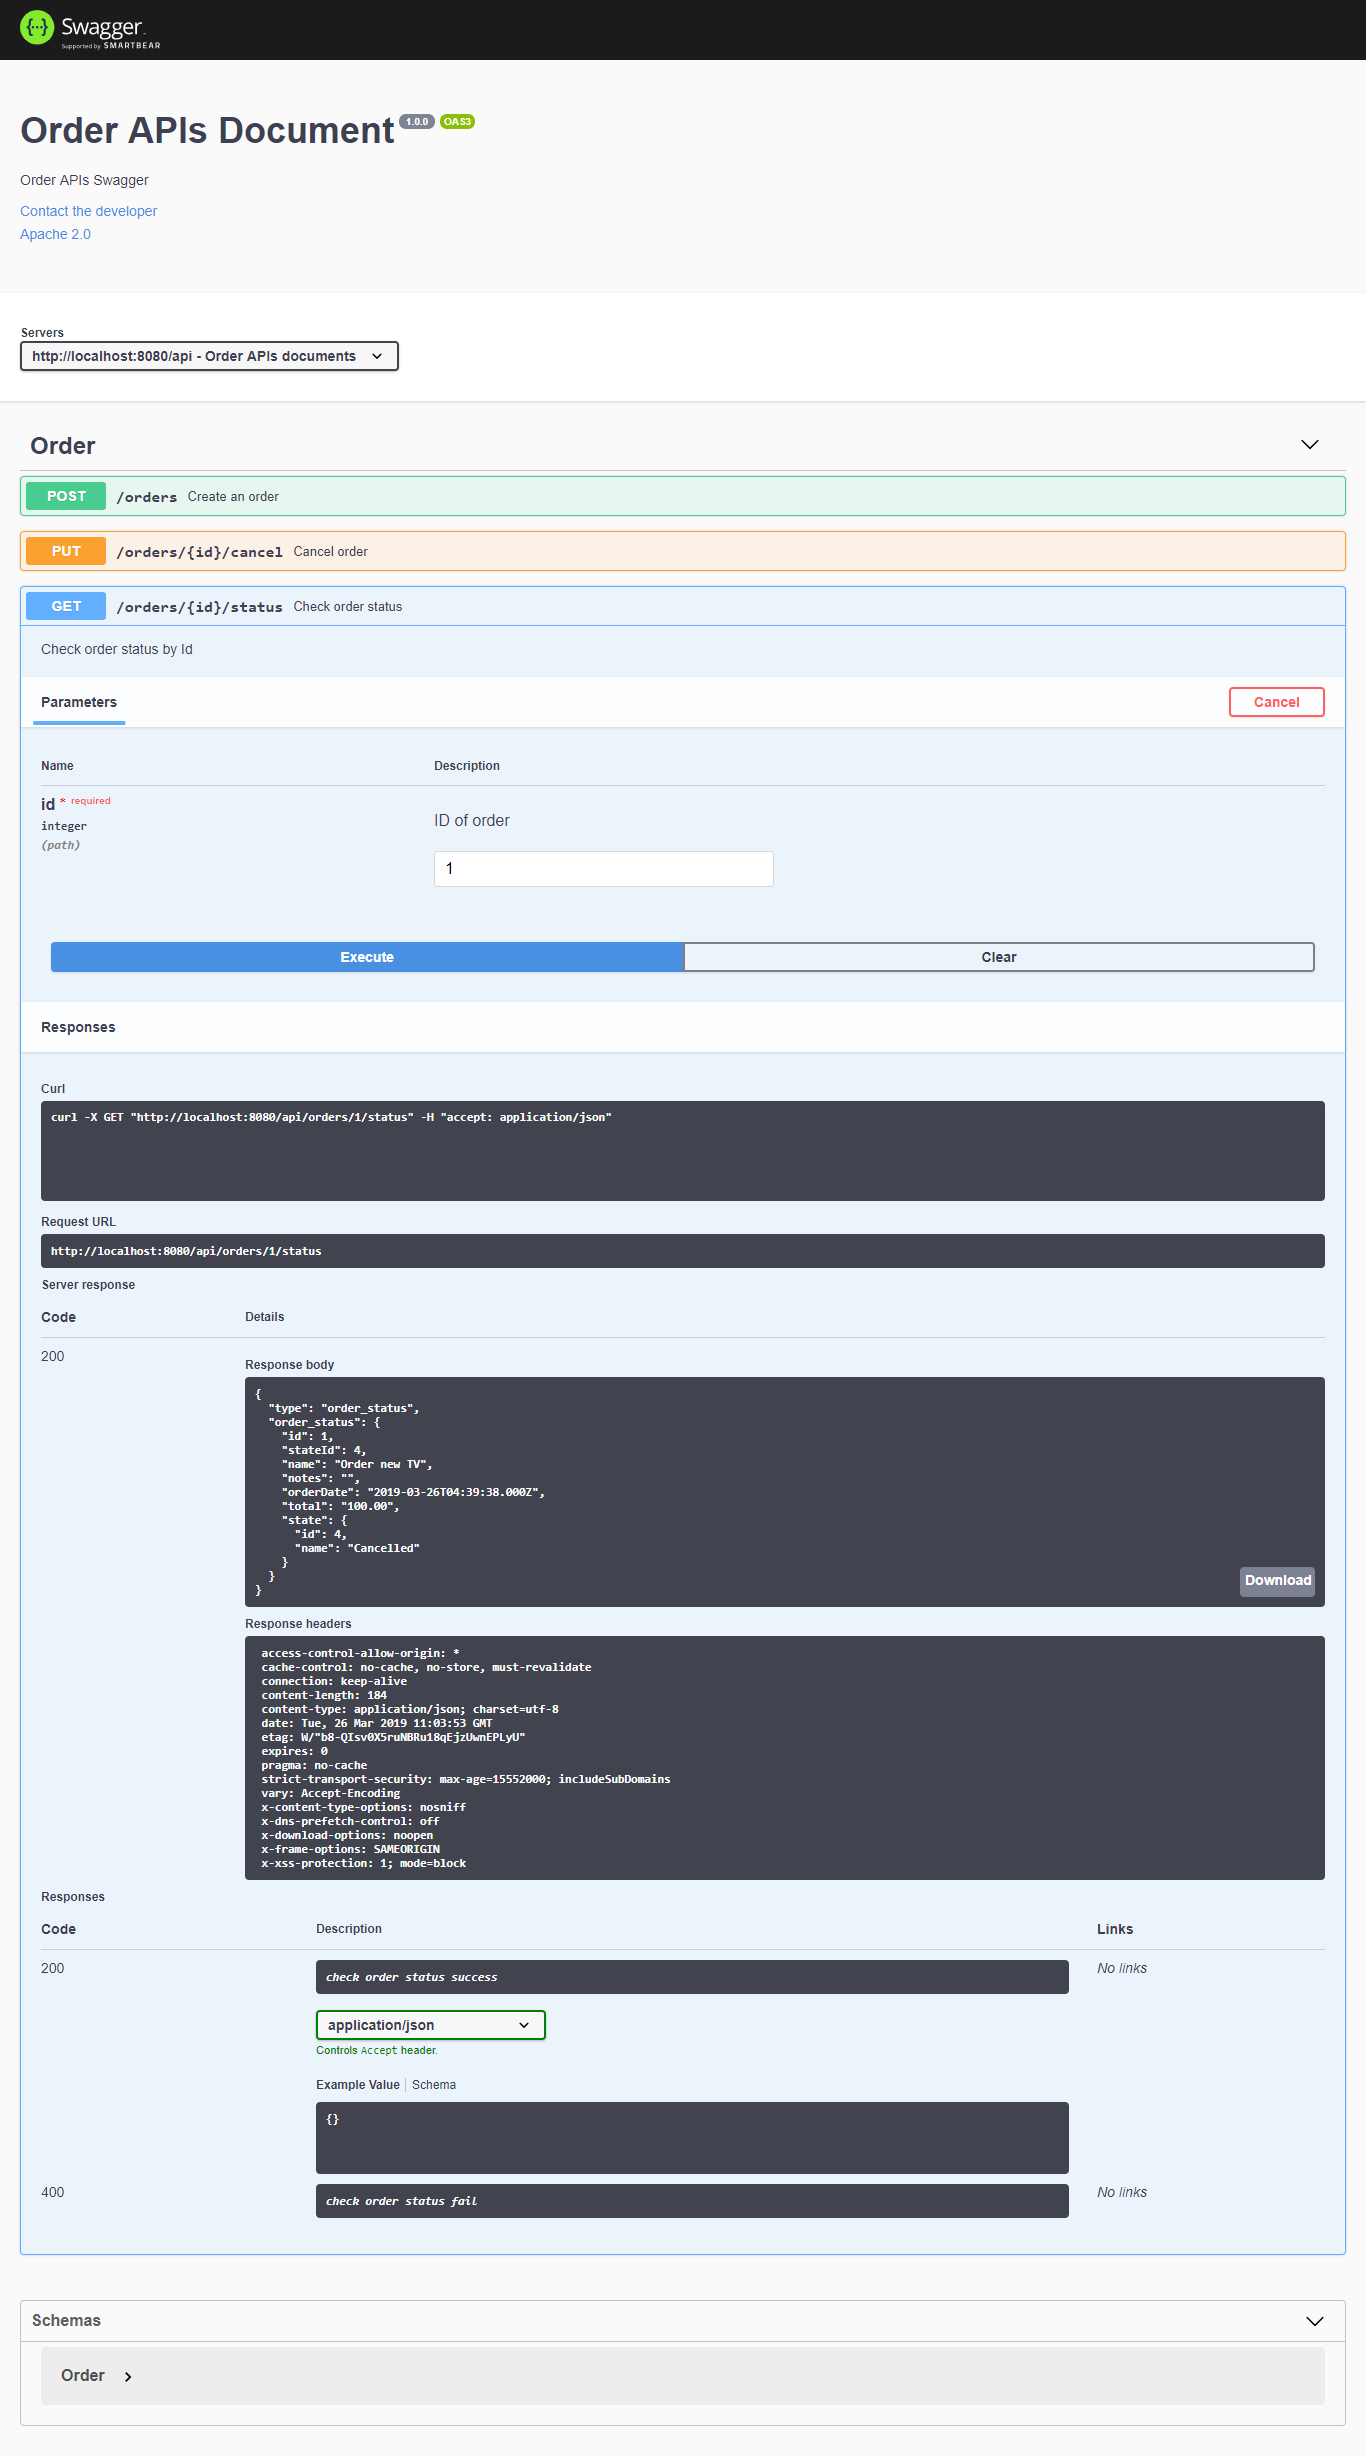 Swagger
Supported by SMARTBEAR
Order APIs Document 1.0.0 OAS3
Order APIs Swagger
Contact the developer
Apache 2.0
Servers
http://localhost:8080/api - Order APIs documents
Order
POST /orders Create an order
PUT /orders/{id}/cancel Cancel order
GET /orders/{id}/status Check order status
Check order status by Id
Parameters Cancel
Name Description
id * required ID of order
integer
(path)
1
Execute Clear
Responses
Curl
curl -X GET "http://localhost:8080/api/orders/1/status" -H "accept: application/json"
Request URL
http://localhost:8080/api/orders/1/status
Server response
Code Details
200
Response body
{
  "type": "order_status",
  "order_status": {
    "id": 1,
    "stateId": 4,
    "name": "Order new TV",
    "notes": "",
    "orderDate": "2019-03-26T04:39:38.000Z",
    "total": "100.00",
    "state": {
      "id": 4,
      "name": "Cancelled"
    }
  }
}
Download
Response headers
access-control-allow-origin: *
cache-control: no-cache, no-store, must-revalidate
connection: keep-alive
content-length: 184
content-type: application/json; charset=utf-8
date: Tue, 26 Mar 2019 11:03:53 GMT
etag: W/"b8-QIsv0X5ruNBRu18qEjzUwnEPLyU"
expires: 0
pragma: no-cache
strict-transport-security: max-age=15552000; includeSubDomains
vary: Accept-Encoding
x-content-type-options: nosniff
x-dns-prefetch-control: off
x-download-options: noopen
x-frame-options: SAMEORIGIN
x-xss-protection: 1; mode=block
Responses
Code Description Links
200 check order status success No links
application/json
Controls Accept header.
Example Value Schema
{}
400 check order status fail No links
Schemas
Order